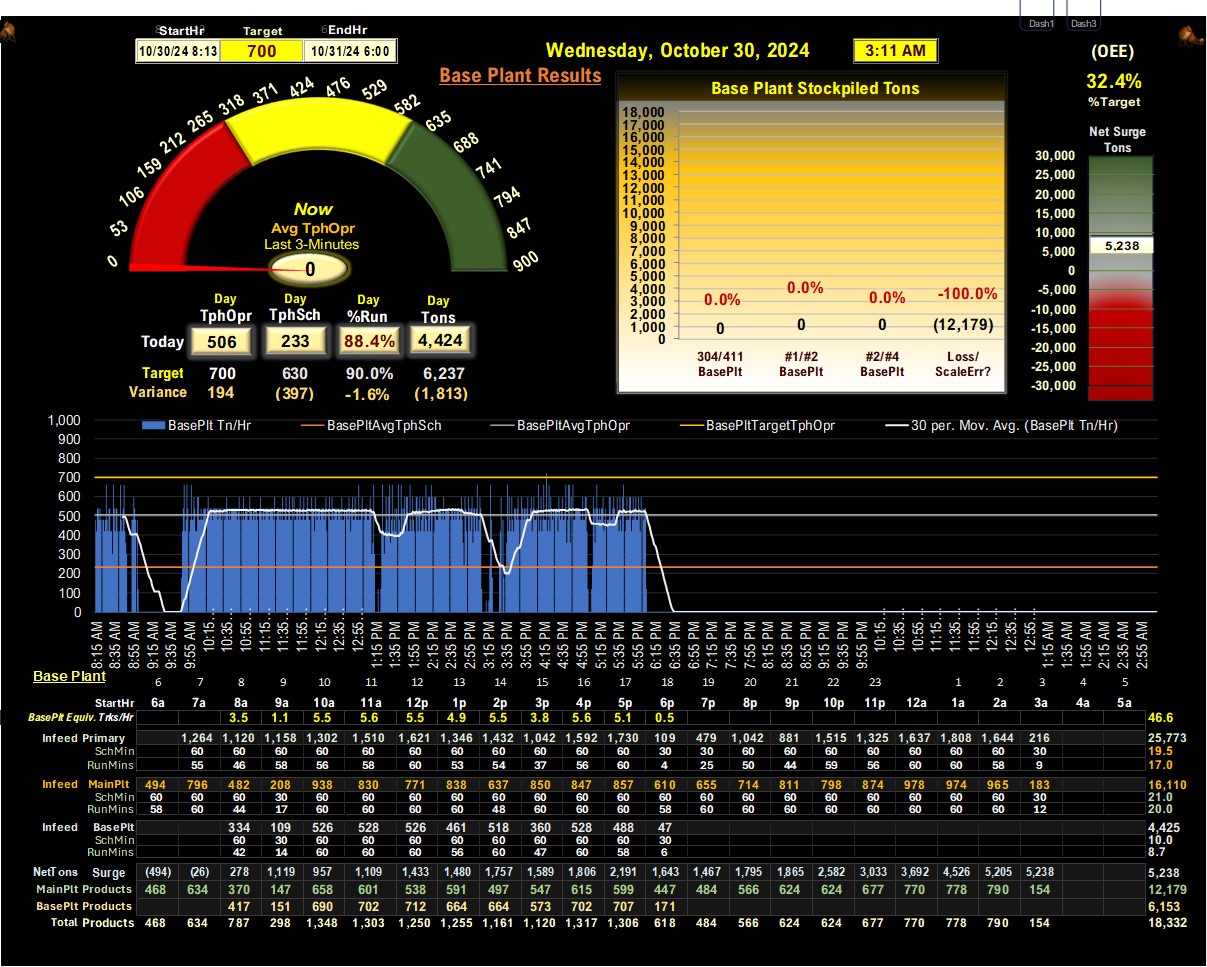 Dash1 Dash3
StartHr Target EndHr
10/30/24 8:13 700 10/31/24 6:00
Wednesday, October 30, 2024 3:11 AM
(OEE)
32.4%
%Target
Base Plant Results
Net Surge
Tons
0 53 106 159 212 265 318 371 424 476 529 582 635 688 741 794 847 900
Now
Avg TphOpr
Last 3-Minutes
0
Base Plant Stockpiled Tons
18,000
17,000
16,000
15,000
14,000
13,000
12,000
11,000
10,000
9,000
8,000
7,000
6,000
5,000
4,000
3,000
2,000
1,000
0
0.0% 0.0% 0.0% -100.0%
0 0 0 (12,179)
304/411 #1/#2 #2/#4 Loss/
BasePlt BasePlt BasePlt ScaleErr?
30,000
25,000
20,000
15,000
10,000
5,000
0
-5,000
-10,000
-15,000
-20,000
-25,000
-30,000
5,238
Day Day Day Day
TphOpr TphSch %Run Tons
Today 506 233 88.4% 4,424
Target 700 630 90.0% 6,237
Variance 194 (397) -1.6% (1,813)
BasePlt Tn/Hr BasePltAvgTphSch BasePltAvgTphOpr BasePltTargetTphOpr 30 per. Mov. Avg. (BasePlt Tn/Hr)
1,000
900
800
700
600
500
400
300
200
100
0
8:15 AM 8:35 AM 8:55 AM 9:15 AM 9:35 AM 9:55 AM 10:15... 10:35... 10:55... 11:15... 11:35... 11:55... 12:15... 12:35... 12:55... 1:15 PM 1:35 PM 1:55 PM 2:15 PM 2:35 PM 2:55 PM 3:15 PM 3:35 PM 3:55 PM 4:15 PM 4:35 PM 4:55 PM 5:15 PM 5:35 PM 5:55 PM 6:15 PM 6:35 PM 6:55 PM 7:15 PM 7:35 PM 7:55 PM 8:15 PM 8:35 PM 8:55 PM 9:15 PM 9:35 PM 9:55 PM 10:15... 10:35... 10:55... 11:15... 11:35... 11:55... 12:15... 12:35... 12:55... 1:15 AM 1:35 AM 1:55 AM 2:15 AM 2:35 AM 2:55 AM
Base Plant
6 7 8 9 10 11 12 13 14 15 16 17 18 19 20 21 22 23 1 2 3 4 5
StartHr 6a 7a 8a 9a 10a 11a 12p 1p 2p 3p 4p 5p 6p 7p 8p 9p 10p 11p 12a 1a 2a 3a 4a 5a
BasePlt Equiv. Trks/Hr 3.5 1.1 5.5 5.6 5.5 4.9 5.5 3.8 5.6 5.1 0.5 46.6
Infeed Primary 1,264 1,120 1,158 1,302 1,510 1,621 1,346 1,432 1,042 1,592 1,730 109 479 1,042 881 1,515 1,325 1,637 1,808 1,644 216 25,773
SchMin 60 60 60 60 60 60 60 60 60 60 60 30 30 60 60 60 60 60 60 60 30 19.5
RunMins 55 46 58 56 58 60 53 54 37 56 60 4 25 50 44 59 56 60 60 58 9 17.0
Infeed MainPlt 494 796 482 208 938 830 771 838 637 850 847 857 610 655 714 811 798 874 978 974 965 183 16,110
SchMin 60 60 60 30 60 60 60 60 60 60 60 60 60 60 60 60 60 60 60 60 60 30 21.0
RunMins 58 60 44 17 60 60 60 60 48 60 60 60 58 60 60 60 60 60 60 60 60 12 20.0
Infeed BasePlt 334 109 526 528 526 461 518 360 528 488 47 4,425
SchMin 60 30 60 60 60 60 60 60 60 60 30 10.0
RunMins 42 14 60 60 60 56 60 47 60 58 6 8.7
NetTons Surge (494) (26) 278 1,119 957 1,109 1,433 1,480 1,757 1,589 1,806 2,191 1,643 1,467 1,795 1,865 2,582 3,033 3,692 4,526 5,205 5,238 5,238
MainPlt Products 468 634 370 147 658 601 538 591 497 547 615 599 447 484 566 624 624 677 770 778 790 154 12,179
BasePlt Products 417 151 690 702 712 664 664 573 702 707 171 6,153
Total Products 468 634 787 298 1,348 1,303 1,250 1,255 1,161 1,120 1,317 1,306 618 484 566 624 624 677 770 778 790 154 18,332